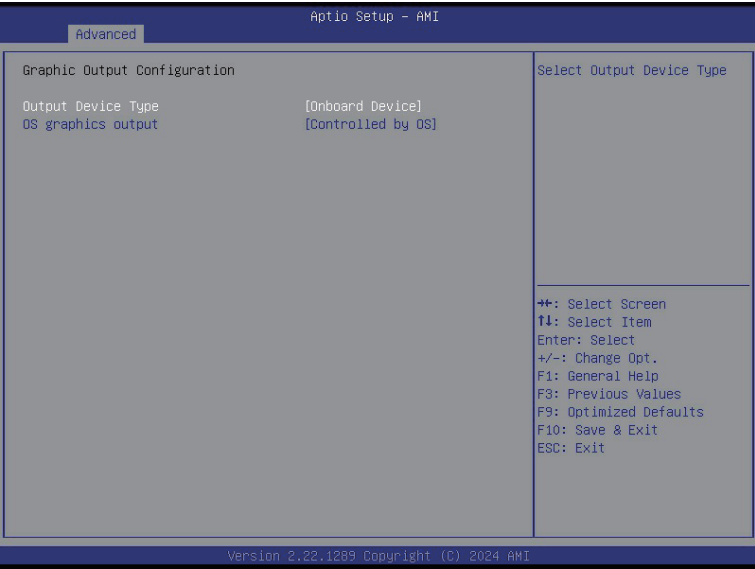 Aptio Setup – AMI
Advanced
Graphic Output Configuration
Output Device Type [Onboard Device]
OS graphics output [Controlled by OS]
Select Output Device Type
→←: Select Screen
↑↓: Select Item
Enter: Select
+/-: Change Opt.
F1: General Help
F3: Previous Values
F9: Optimized Defaults
F10: Save & Exit
ESC: Exit
Version 2.22.1289 Copyright (C) 2024 AMI